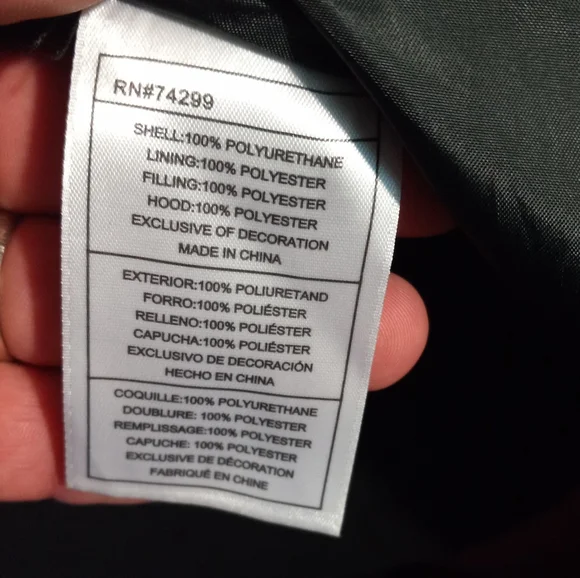 RN#74299
SHELL:100% POLYURETHANE
LINING:100% POLYESTER
FILLING:100% POLYESTER
HOOD:100% POLYESTER
EXCLUSIVE OF DECORATION
MADE IN CHINA
EXTERIOR:100% POLIURETAND
FORRO:100% POLIÉSTER
RELLENO:100% POLIÉSTER
CAPUCHA:100% POLIÉSTER
EXCLUSIVO DE DECORACIÓN
HECHO EN CHINA
COQUILLE:100% POLYURETHANE
DOUBLURE: 100% POLYESTER
REMPLISSAGE:100% POLYESTER
CAPUCHE: 100% POLYESTER
EXCLUSIVE DE DÉCORATION
FABRIQUÉ EN CHINE